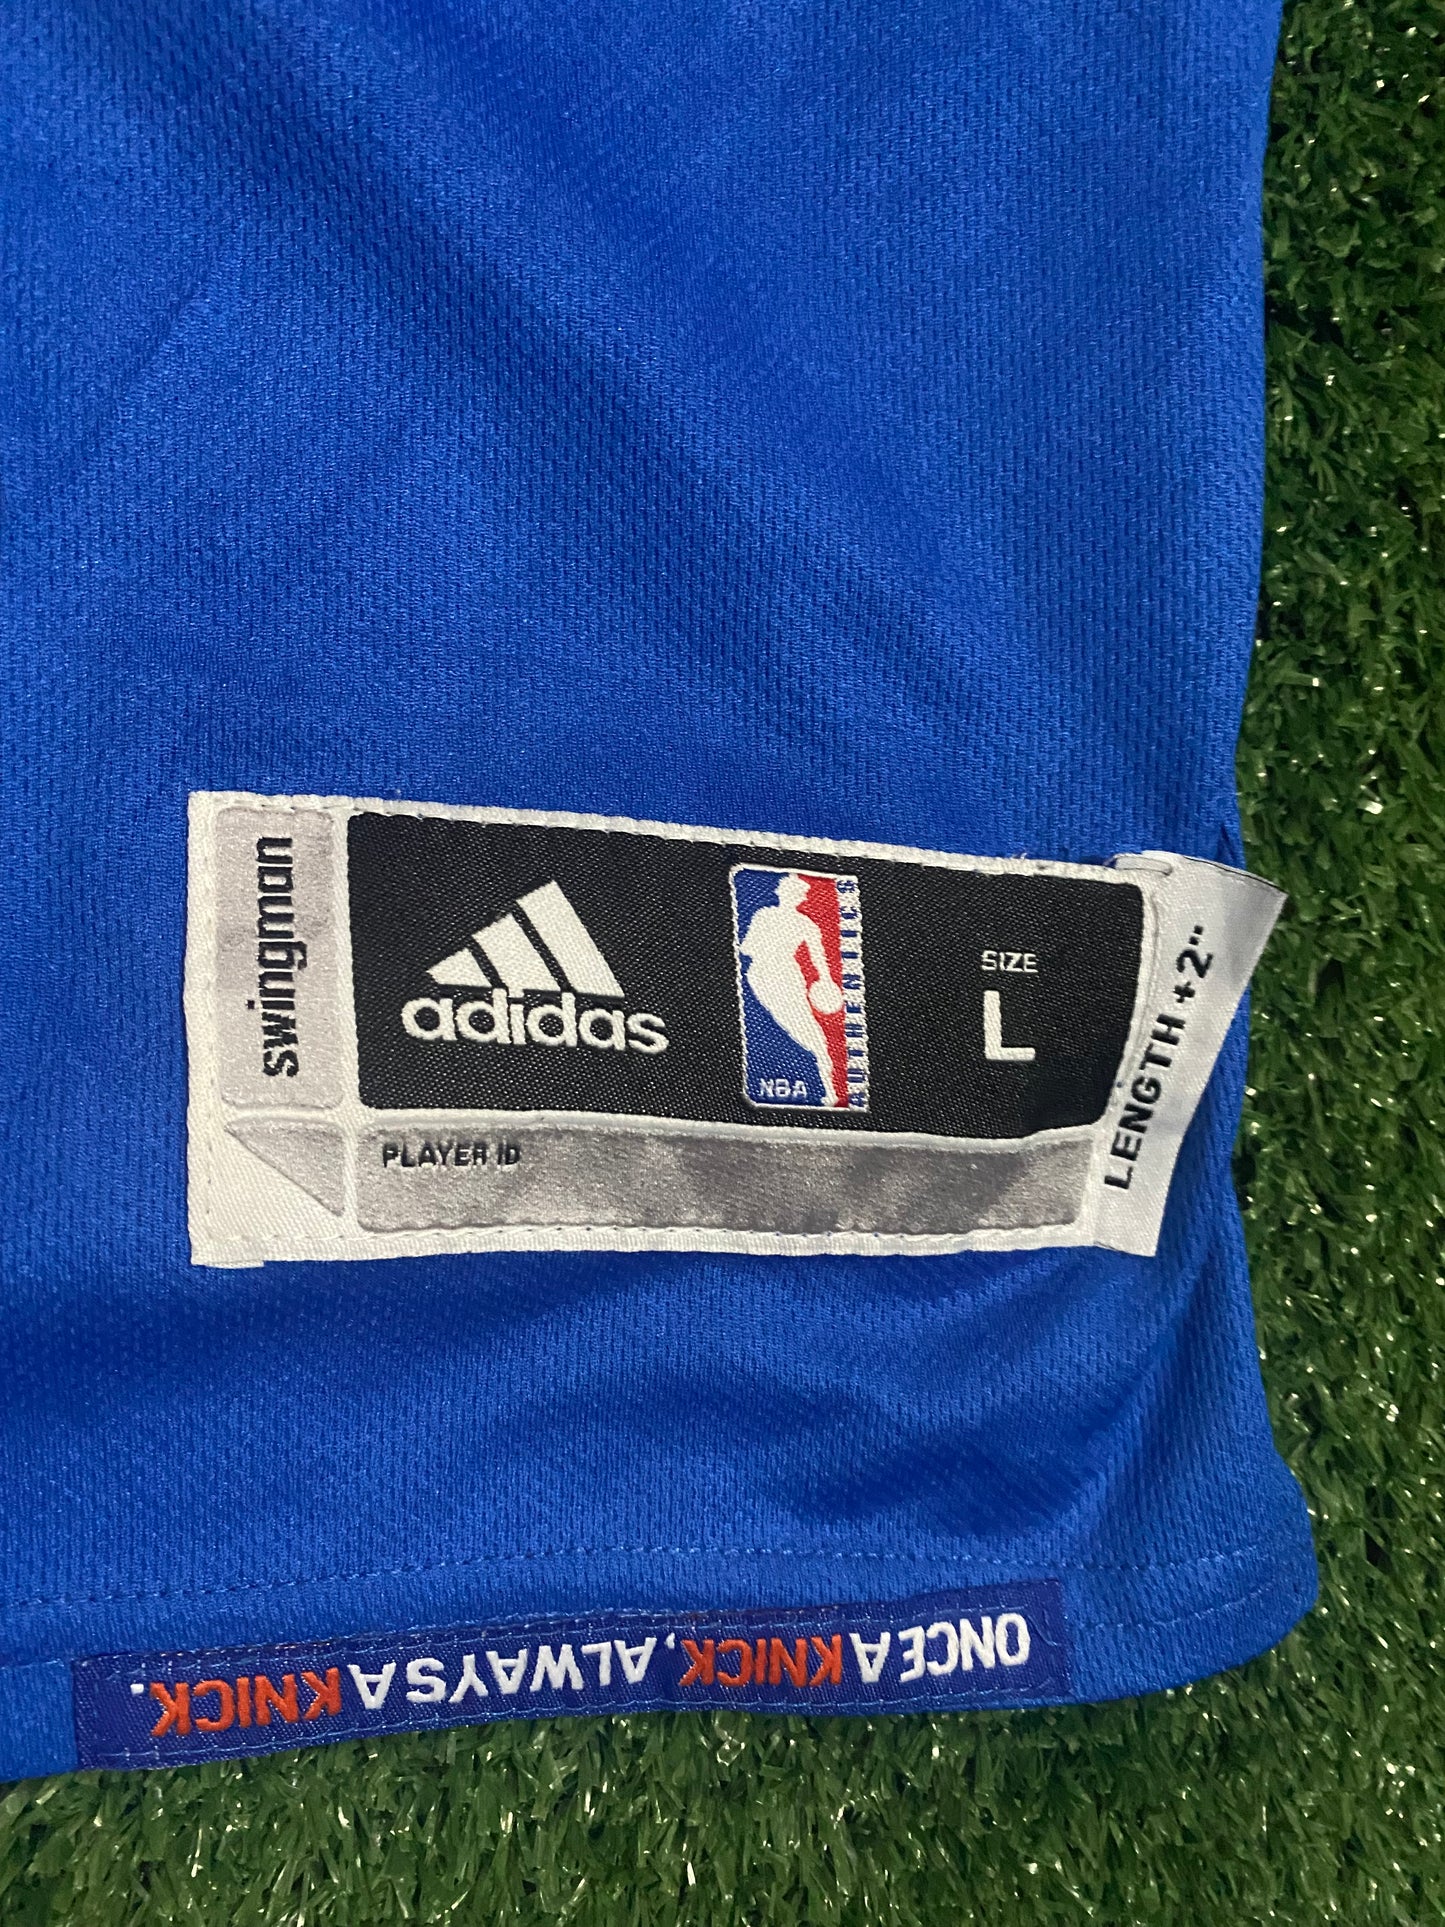 swingman
adidas
NBA
AUTHENTICS
SIZE
L
LENGTH +2"
PLAYER ID
ONCE A KNICK, ALWAYS A KNICK.